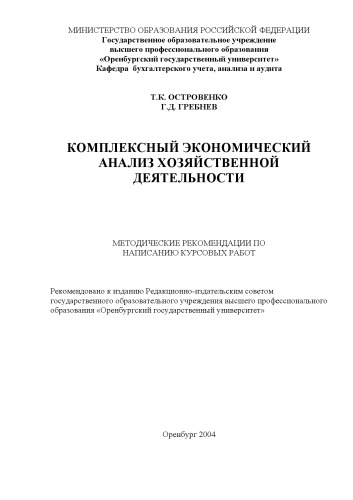 МИНИСТЕРСТВО ОБРАЗОВАНИЯ РОССИЙСКОЙ ФЕДЕРАЦИИ
Государственное образовательное учреждение
высшего профессионального образования
«Оренбургский государственный университет»
Кафедра бухгалтерского учета, анализа и аудита
Т.К. ОСТРОВЕНКО
Г.Д. ГРЕБНЕВ
КОМПЛЕКСНЫЙ ЭКОНОМИЧЕСКИЙ
АНАЛИЗ ХОЗЯЙСТВЕННОЙ
ДЕЯТЕЛЬНОСТИ
МЕТОДИЧЕСКИЕ РЕКОМЕНДАЦИИ ПО
НАПИСАНИЮ КУРСОВЫХ РАБОТ
Рекомендовано к изданию Редакционно-издательским советом
государственного образовательного учреждения высшего профессионального
образования «Оренбургский государственный университет»
Оренбург 2004